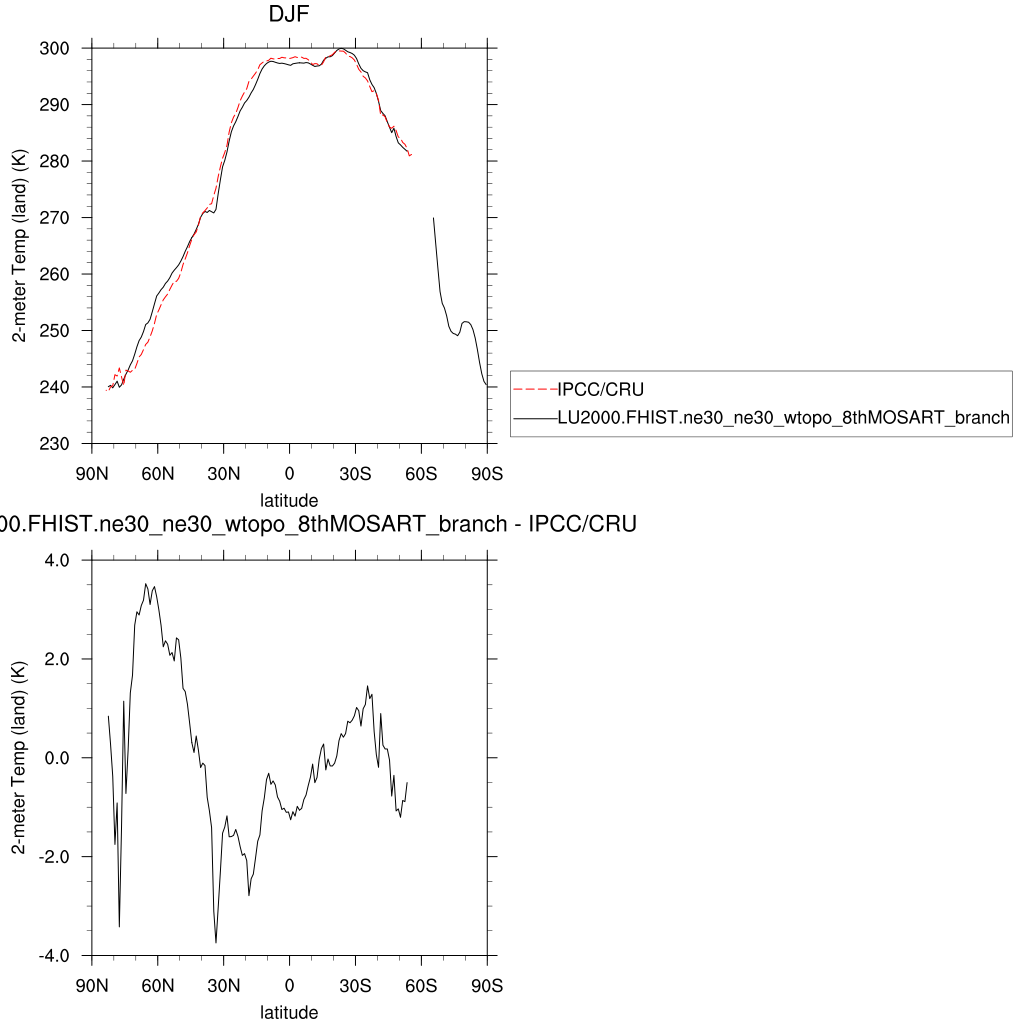 DJF
300
290
280
270
260
250
240
230
2-meter Temp (land) (K)
90N 60N 30N 0 30S 60S 90S
latitude
IPCC/CRU
LU2000.FHIST.ne30_ne30_wtopo_8thMOSART_branch
00.FHIST.ne30_ne30_wtopo_8thMOSART_branch - IPCC/CRU
4.0
2.0
0.0
-2.0
-4.0
2-meter Temp (land) (K)
90N 60N 30N 0 30S 60S 90S
latitude